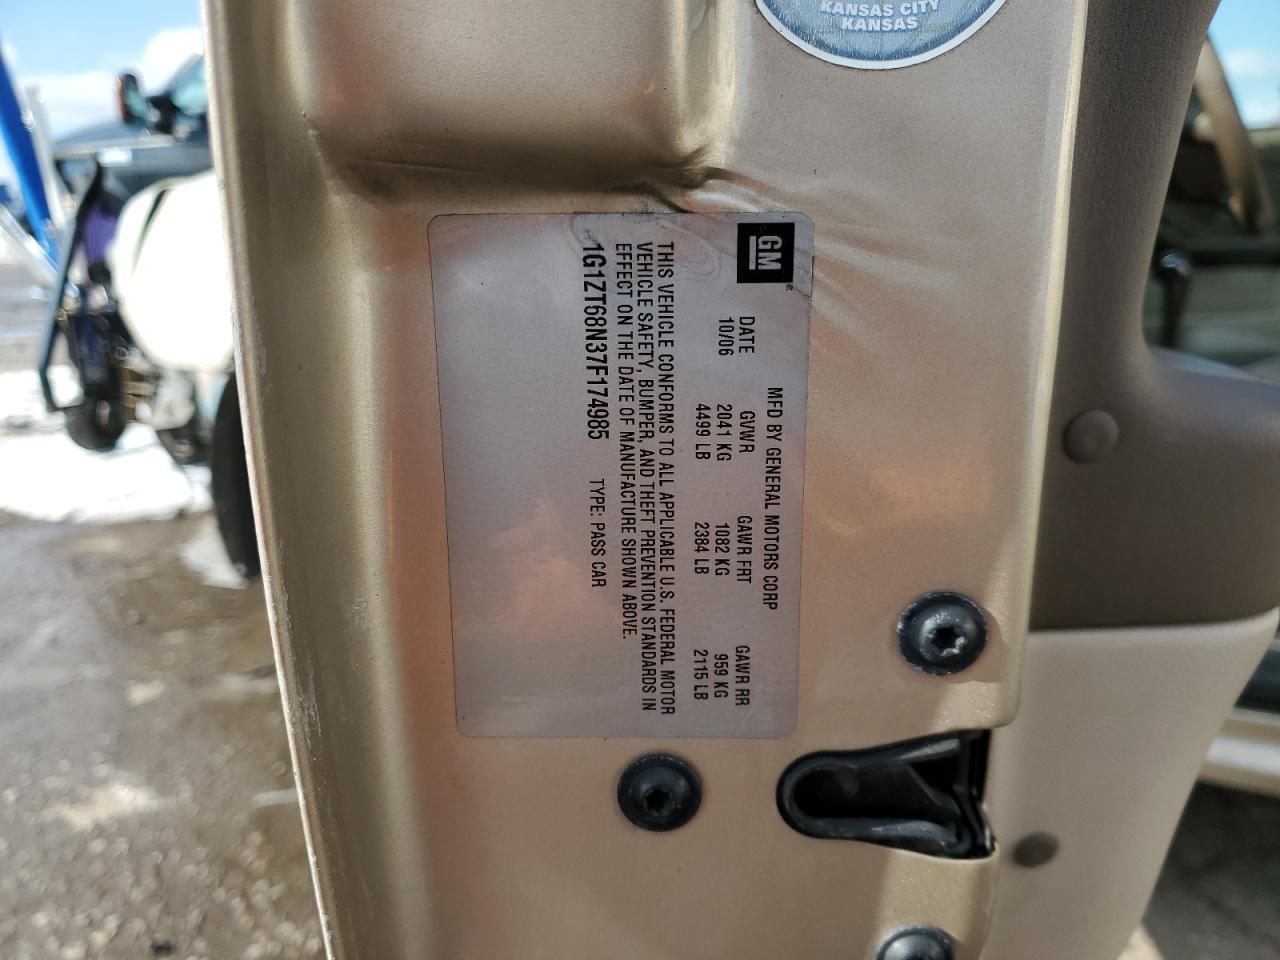 KANSAS CITY
KANSAS
GM
MFD BY GENERAL MOTORS CORP
DATE GVWR GAWR FRT GAWR RR
10/06 2041 KG 1082 KG 959 KG
4499 LB 2384 LB 2115 LB
THIS VEHICLE CONFORMS TO ALL APPLICABLE U.S. FEDERAL MOTOR
VEHICLE SAFETY, BUMPER, AND THEFT PREVENTION STANDARDS IN
EFFECT ON THE DATE OF MANUFACTURE SHOWN ABOVE.
1G1ZT68N37F174985 TYPE: PASS CAR